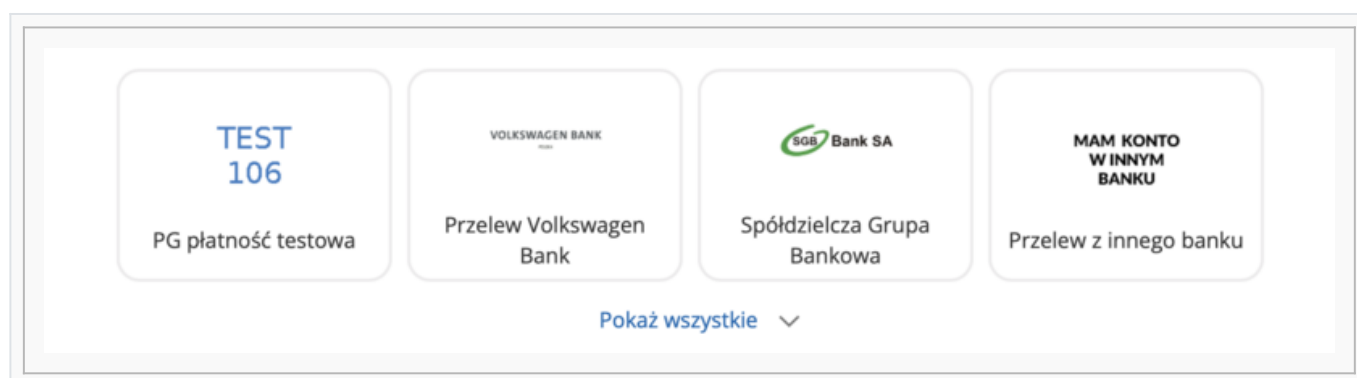 TEST
106
PG płatność testowa
VOLKSWAGEN BANK
Przelew Volkswagen
Bank
SGB Bank SA
Spółdzielcza Grupa
Bankowa
MAM KONTO
W INNYM
BANKU
Przelew z innego banku
Pokaż wszystkie